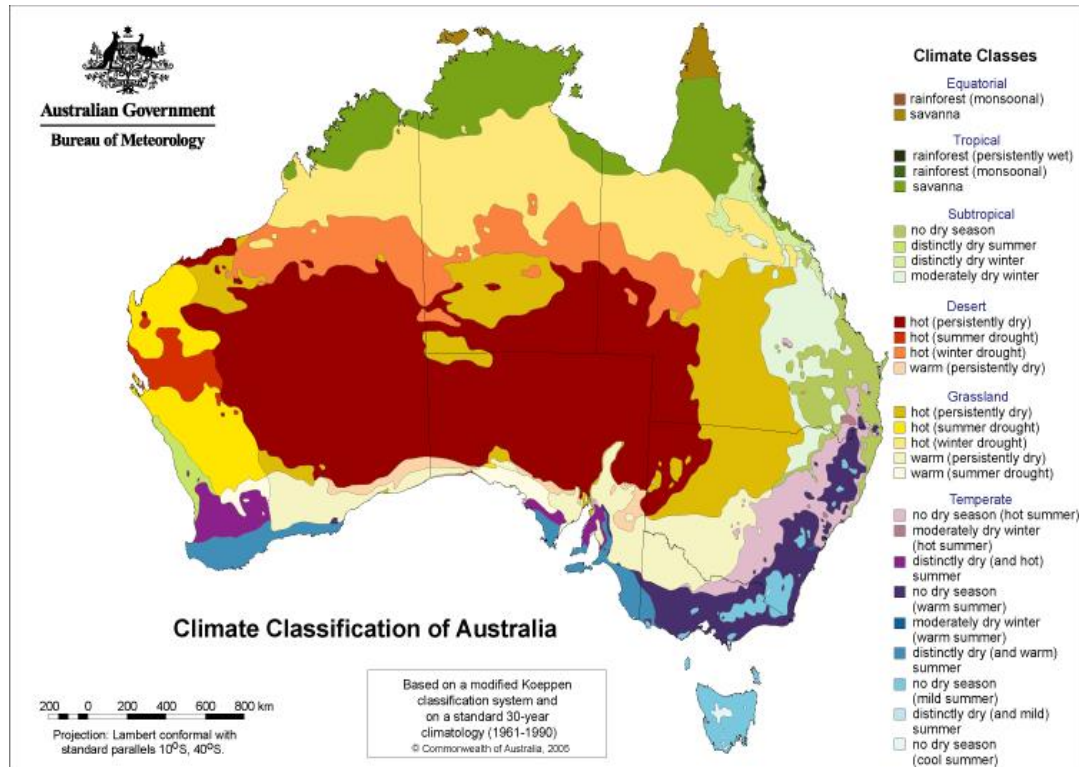 Australian Government
Bureau of Meteorology
Climate Classes
Equatorial
rainforest (monsoonal)
savanna
Tropical
rainforest (persistently wet)
rainforest (monsoonal)
savanna
Subtropical
no dry season
distinctly dry summer
distinctly dry winter
moderately dry winter
Desert
hot (persistently dry)
hot (summer drought)
hot (winter drought)
warm (persistently dry)
Grassland
hot (persistently dry)
hot (summer drought)
hot (winter drought)
warm (persistently dry)
warm (summer drought)
Temperate
no dry season (hot summer)
moderately dry winter
(hot summer)
distinctly dry (and hot)
summer
no dry season
(warm summer)
moderately dry winter
(warm summer)
distinctly dry (and warm)
summer
no dry season
(mild summer)
distinctly dry (and mild)
summer
no dry season
(cool summer)
Climate Classification of Australia
Based on a modified Koeppen
classification system and
on a standard 30-year
climatology (1961-1990)
© Commonwealth of Australia, 2005
200 0 200 400 600 800 km
Projection: Lambert conformal with
standard parallels 10°S, 40°S.